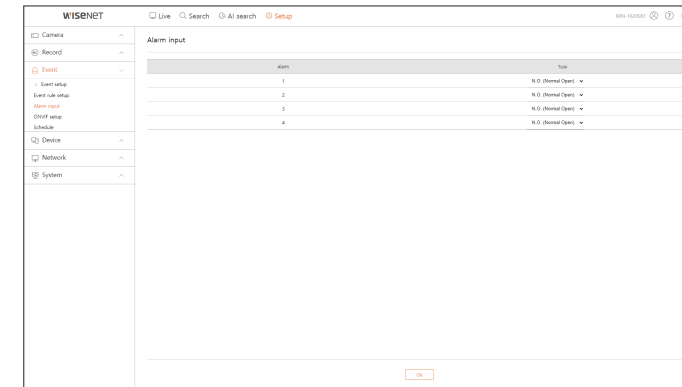 WISENET
Live Search AI search Setup
ARN-1620S81
Camera
Record
Event
Event setup
Event rule setup
Alarm input
ONVIF setup
Schedule
Device
Network
System
Alarm input
Alarm Type
1 N.O. (Normal Open)
2 N.O. (Normal Open)
3 N.O. (Normal Open)
4 N.O. (Normal Open)
Ok